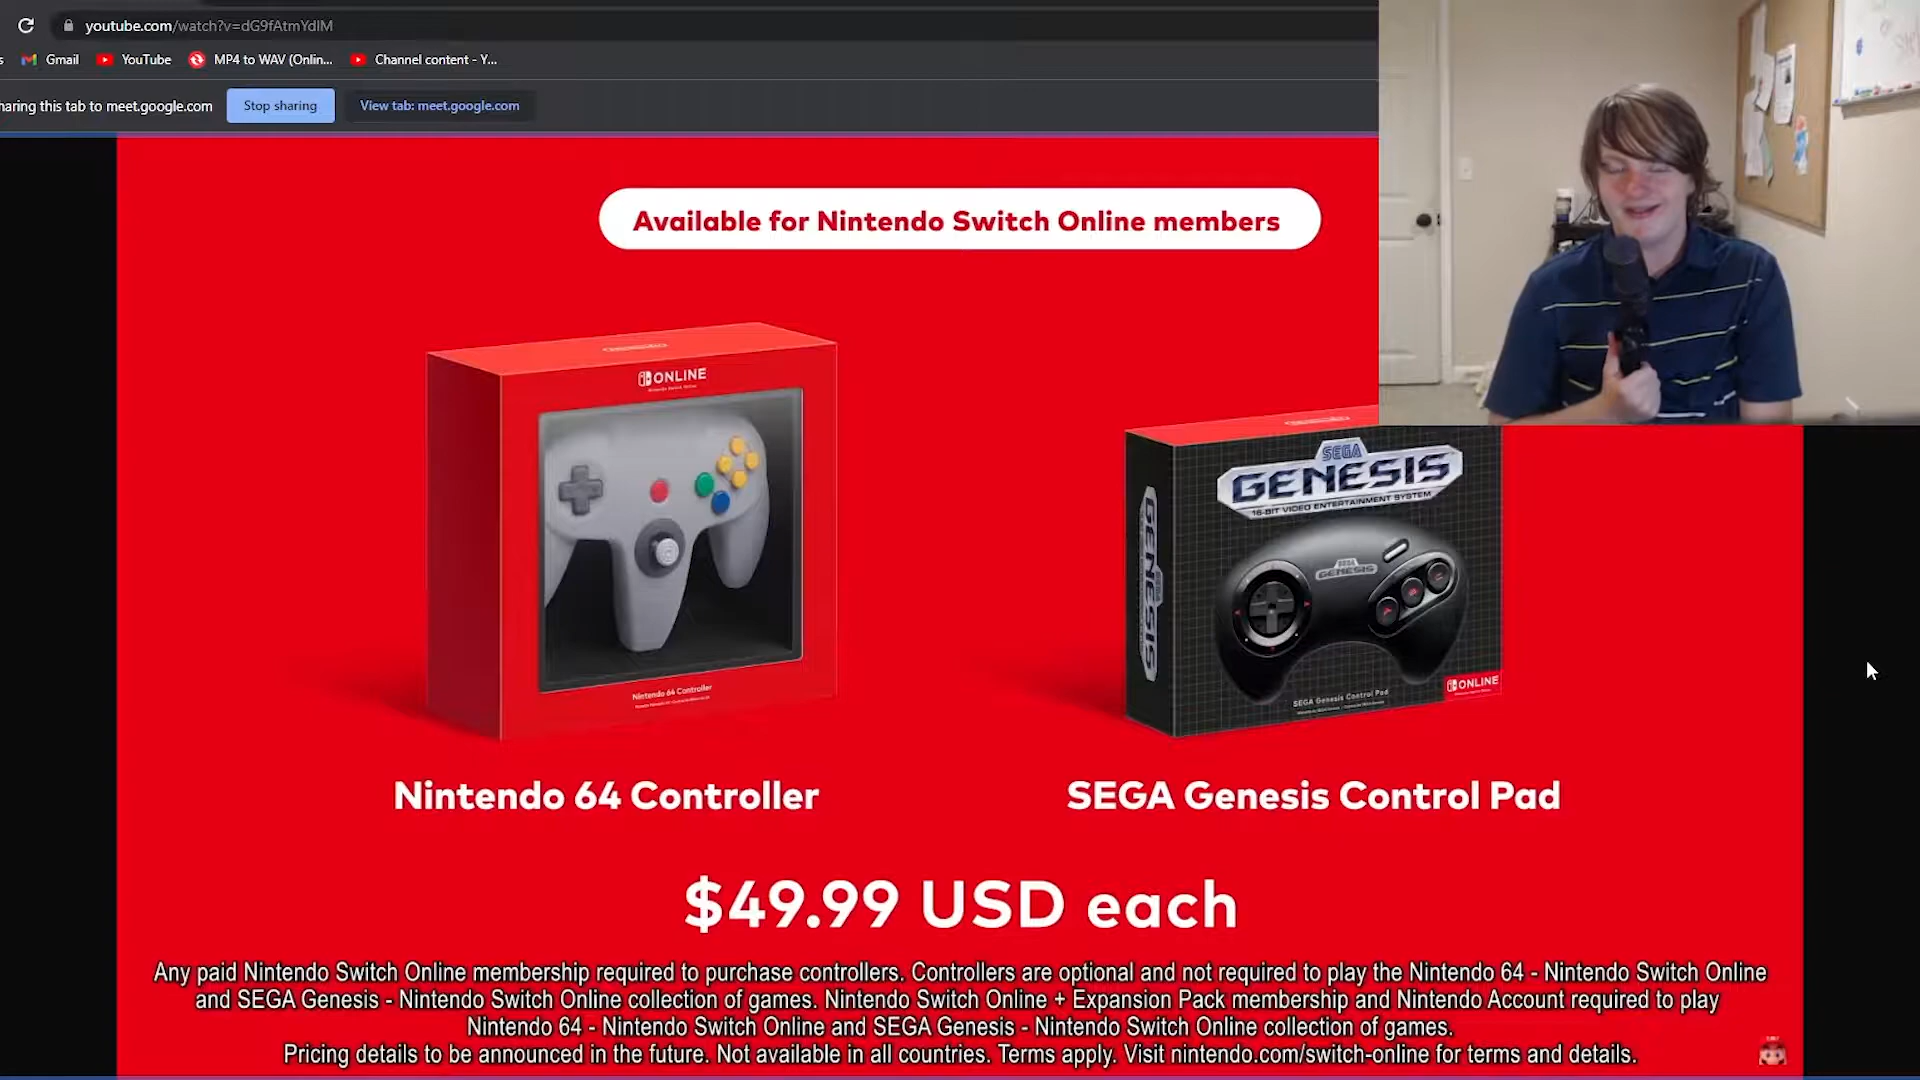 youtube.com/watch?v=dG9fAtmYdlM
s Gmail YouTube MP4 to WAV (Onlin... Channel content - Y...
haring this tab to meet.google.com Stop sharing View tab: meet.google.com
Available for Nintendo Switch Online members
ONLINE
Nintendo 64 Controller
SEGA
GENESIS
16-BIT VIDEO ENTERTAINMENT SYSTEM
GENESIS
SEGA
GENESIS
SEGA Genesis Control Pad
ONLINE
Nintendo 64 Controller
SEGA Genesis Control Pad
$49.99 USD each
Any paid Nintendo Switch Online membership required to purchase controllers. Controllers are optional and not required to play the Nintendo 64 - Nintendo Switch Online
and SEGA Genesis - Nintendo Switch Online collection of games. Nintendo Switch Online + Expansion Pack membership and Nintendo Account required to play
Nintendo 64 - Nintendo Switch Online and SEGA Genesis - Nintendo Switch Online collection of games.
Pricing details to be announced in the future. Not available in all countries. Terms apply. Visit nintendo.com/switch-online for terms and details.